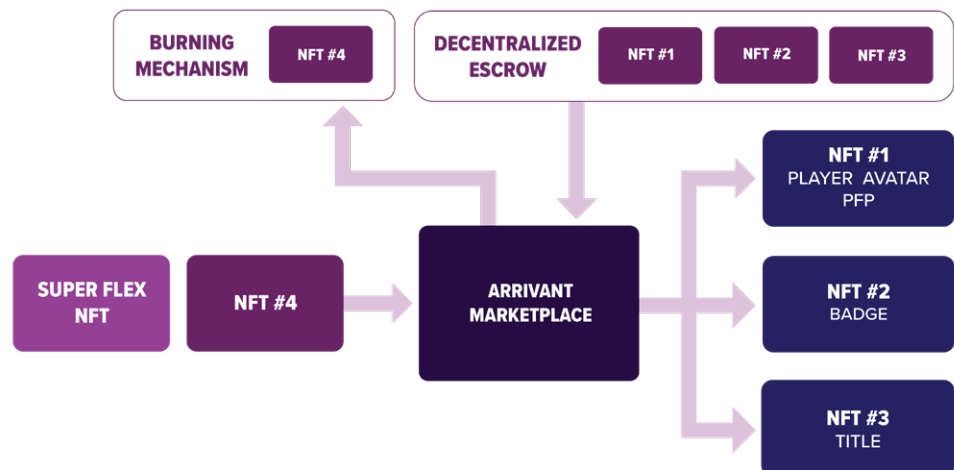 BURNING
MECHANISM
NFT #4
DECENTRALIZED
ESCROW
NFT #1
NFT #2
NFT #3
SUPER FLEX
NFT
NFT #4
ARRIVANT
MARKETPLACE
NFT #1
PLAYER AVATAR
PFP
NFT #2
BADGE
NFT #3
TITLE